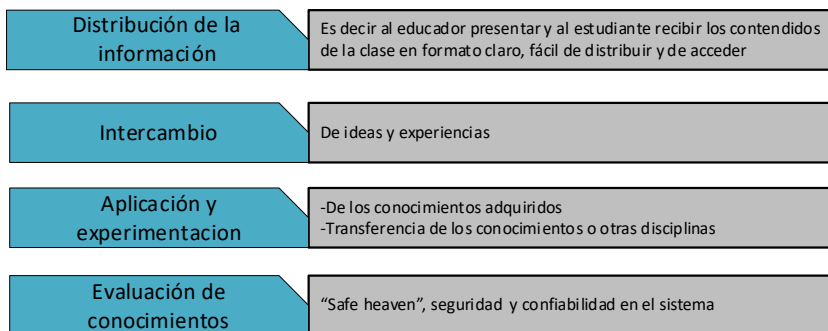 Distribución de la
información
Es decir al educador presentar y al estudiante recibir los contenidos
de la clase en formato claro, fácil de distribuir y de acceder
Intercambio
De ideas y experiencias
Aplicación y
experimentacion
-De los conocimientos adquiridos
-Transferencia de los conocimientos o otras disciplinas
Evaluación de
conocimientos
“Safe heaven”, seguridad y confiabilidad en el sistema